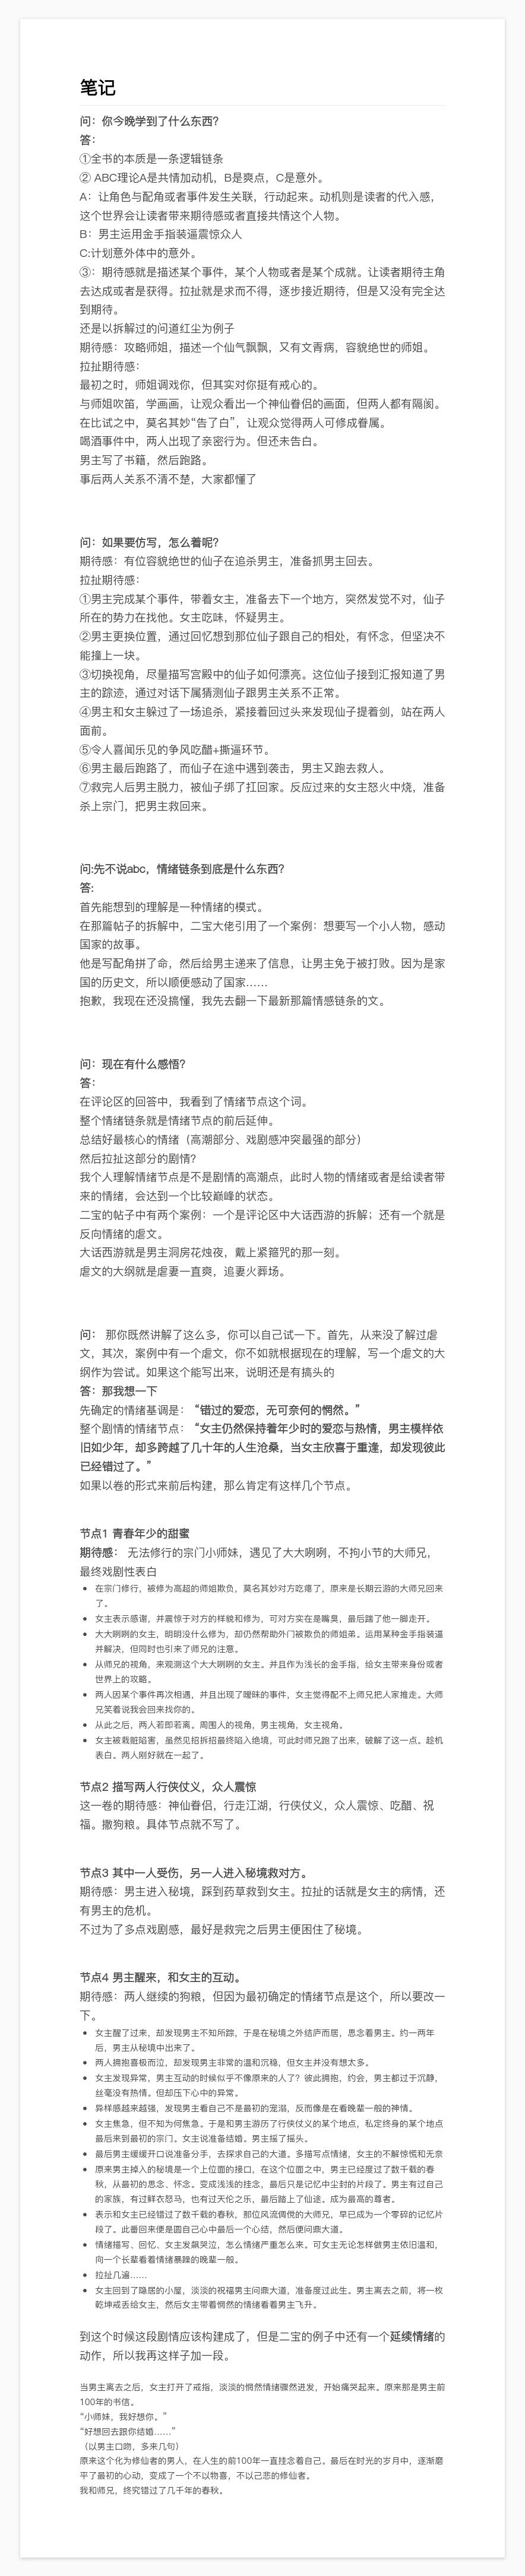 笔记
问：你今晚学到了什么东西？
答：
①全书的本质是一条逻辑链条
② ABC理论A是共情加动机，B是爽点，C是意外。
A：让角色与配角或者事件发生关联，行动起来。动机则是读者的代入感，
这个世界会让读者带来期待感或者直接共情这个人物。
B：男主运用金手指装逼震惊众人
C:计划意外体中的意外。
③：期待感就是描述某个事件，某个人物或者是某个成就。让读者期待主角
去达成或者是获得。拉扯就是求而不得，逐步接近期待，但是又没有完全达
到期待。
还是以拆解过的问道红尘为例子
期待感：攻略师姐，描述一个仙气飘飘，又有文青病，容貌绝世的师姐。
拉扯期待感：
最初之时，师姐调戏你，但其实对你挺有戒心的。
与师姐吹笛，学画画，让观众看出一个神仙眷侣的画面，但两人都有隔阂。
在比试之中，莫名其妙“告了白”，让观众觉得两人可修成眷属。
喝酒事件中，两人出现了亲密行为。但还未告白。
男主写了书籍，然后跑路。
事后两人关系不清不楚，大家都懂了
问：如果要仿写，怎么着呢？
期待感：有位容貌绝世的仙子在追杀男主，准备抓男主回去。
拉扯期待感：
①男主完成某个事件，带着女主，准备去下一个地方，突然发觉不对，仙子
所在的势力在找他。女主吃味，怀疑男主。
②男主更换位置，通过回忆想到那位仙子跟自己的相处，有怀念，但坚决不
能撞上一块。
③切换视角，尽量描写宫殿中的仙子如何漂亮。这位仙子接到汇报知道了男
主的踪迹，通过对话下属猜测仙子跟男主关系不正常。
④男主和女主躲过了一场追杀，紧接着回过头来发现仙子提着剑，站在两人
面前。
⑤令人喜闻乐见的争风吃醋+撕逼环节。
⑥男主最后跑路了，而仙子在途中遇到袭击，男主又跑去救人。
⑦救完人后男主脱力，被仙子绑了扛回家。反应过来的女主怒火中烧，准备
杀上宗门，把男主救回来。
问:先不说abc，情绪链条到底是什么东西？
答:
首先能想到的理解是一种情绪的模式。
在那篇帖子的拆解中，二宝大佬引用了一个案例：想要写一个小人物，感动
国家的故事。
他是写配角拼了命，然后给男主递来了信息，让男主免于被打败。因为是家
国的历史文，所以顺便感动了国家……
抱歉，我现在还没搞懂，我先去翻一下最新那篇情感链条的文。
问：现在有什么感悟？
答：
在评论区的回答中，我看到了情绪节点这个词。
整个情绪链条就是情绪节点的前后延伸。
总结好最核心的情绪（高潮部分、戏剧感冲突最强的部分）
然后拉扯这部分的剧情？
我个人理解情绪节点是不是剧情的高潮点，此时人物的情绪或者是给读者带
来的情绪，会达到一个比较巅峰的状态。
二宝的帖子中有两个案例：一个是评论区中大话西游的拆解；还有一个就是
反向情绪的虐文。
大话西游就是男主洞房花烛夜，戴上紧箍咒的那一刻。
虐文的大纲就是虐妻一直爽，追妻火葬场。
问： 那你既然讲解了这么多，你可以自己试一下。首先，从来没了解过虐
文，其次，案例中有一个虐文，你不如就根据现在的理解，写一个虐文的大
纲作为尝试。如果这个能写出来，说明还是有搞头的
答：那我想一下
先确定的情绪基调是：“错过的爱恋，无可奈何的惘然。”
整个剧情的情绪节点：“女主仍然保持着年少时的爱恋与热情，男主模样依
旧如少年，却多跨越了几十年的人生沧桑，当女主欣喜于重逢，却发现彼此
已经错过了。”
如果以卷的形式来前后构建，那么肯定有这样几个节点。
节点1 青春年少的甜蜜
期待感： 无法修行的宗门小师妹，遇见了大大咧咧，不拘小节的大师兄，
最终戏剧性表白
在宗门修行，被修为高超的师姐欺负，莫名其妙对方吃瘪了，原来是长期云游的大师兄回来
了。
女主表示感谢，并震惊于对方的样貌和修为，可对方实在是嘴臭，最后踹了他一脚走开。
大大咧咧的女主，明明没什么修为，却仍然帮助外门被欺负的师姐弟。运用某种金手指装逼
并解决，但同时也引来了师兄的注意。
从师兄的视角，来观测这个大大咧咧的女主。并且作为浅长的金手指，给女主带来身份或者
世界上的攻略。
两人因某个事件再次相遇，并且出现了暧昧的事件，女主觉得配不上师兄把人家推走。大师
兄笑着说我会回来找你的。
从此之后，两人若即若离。周围人的视角，男主视角，女主视角。
女主被栽赃陷害，虽然见招拆招最终陷入绝境，可此时师兄跑了出来，破解了这一点。趁机
表白。两人刚好就在一起了。
节点2 描写两人行侠仗义，众人震惊
这一卷的期待感：神仙眷侣，行走江湖，行侠仗义，众人震惊、吃醋、祝
福。撒狗粮。具体节点就不写了。
节点3 其中一人受伤，另一人进入秘境救对方。
期待感：男主进入秘境，踩到药草救到女主。拉扯的话就是女主的病情，还
有男主的危机。
不过为了多点戏剧感，最好是救完之后男主便困住了秘境。
节点4 男主醒来，和女主的互动。
期待感：两人继续的狗粮，但因为最初确定的情绪节点是这个，所以要改一
下。
女主醒了过来，却发现男主不知所踪，于是在秘境之外结庐而居，思念着男主。约一两年
后，男主从秘境中出来了。
两人拥抱喜极而泣，却发现男主非常的温和沉稳，但女主并没有想太多。
女主发现异常，男主互动的时候似乎不像原来的人了？彼此拥抱，约会，男主都过于沉静，
丝毫没有热情。但却压下心中的异常。
异样感越来越强，发现男主看自己不是最初的宠溺，反而像是在看晚辈一般的神情。
女主焦急，但不知为何焦急。于是和男主游历了行侠仗义的某个地点，私定终身的某个地点
最后来到最初的宗门。女主说准备结婚。男主摇了摇头。
最后男主缓缓开口说准备分手，去探求自己的大道。多描写点情绪，女主的不解惊慌和无奈
原来男主掉入的秘境是一个上位面的接口，在这个位面之中，男主已经度过了数千载的春
秋，从最初的思念、怀念。变成浅浅的挂念，最后只是记忆中尘封的片段了。男主有过自己
的家族，有过鲜衣怒马，也有过天伦之乐，最后踏上了仙途。成为最高的尊者。
表示和女主已经错过了数千载的春秋，那位风流倜傥的大师兄，早已成为一个零碎的记忆片
段了。此番回来便是圆自己心中最后一个心结，然后便问鼎大道。
情绪描写、回忆、女主发飙哭泣，怎么情绪严重怎么来。可女主无论怎样做男主依旧温和，
向一个长辈看着情绪暴躁的晚辈一般。
拉扯几遍……
女主回到了隐居的小屋，淡淡的祝福男主问鼎大道，准备度过此生。男主离去之前，将一枚
乾坤戒丢给女主，然后女主带着惘然的情绪看着男主飞升。
到这个时候这段剧情应该构建成了，但是二宝的例子中还有一个延续情绪的
动作，所以我再这样子加一段。
当男主离去之后，女主打开了戒指，淡淡的惘然情绪骤然迸发，开始痛哭起来。原来那是男主前
100年的书信。
“小师妹，我好想你。”
“好想回去跟你结婚……”
（以男主口吻，多来几句）
原来这个化为修仙者的男人，在人生的前100年一直挂念着自己。最后在时光的岁月中，逐渐磨
平了最初的心动，变成了一个不以物喜，不以己悲的修仙者。
我和师兄，终究错过了几千年的春秋。